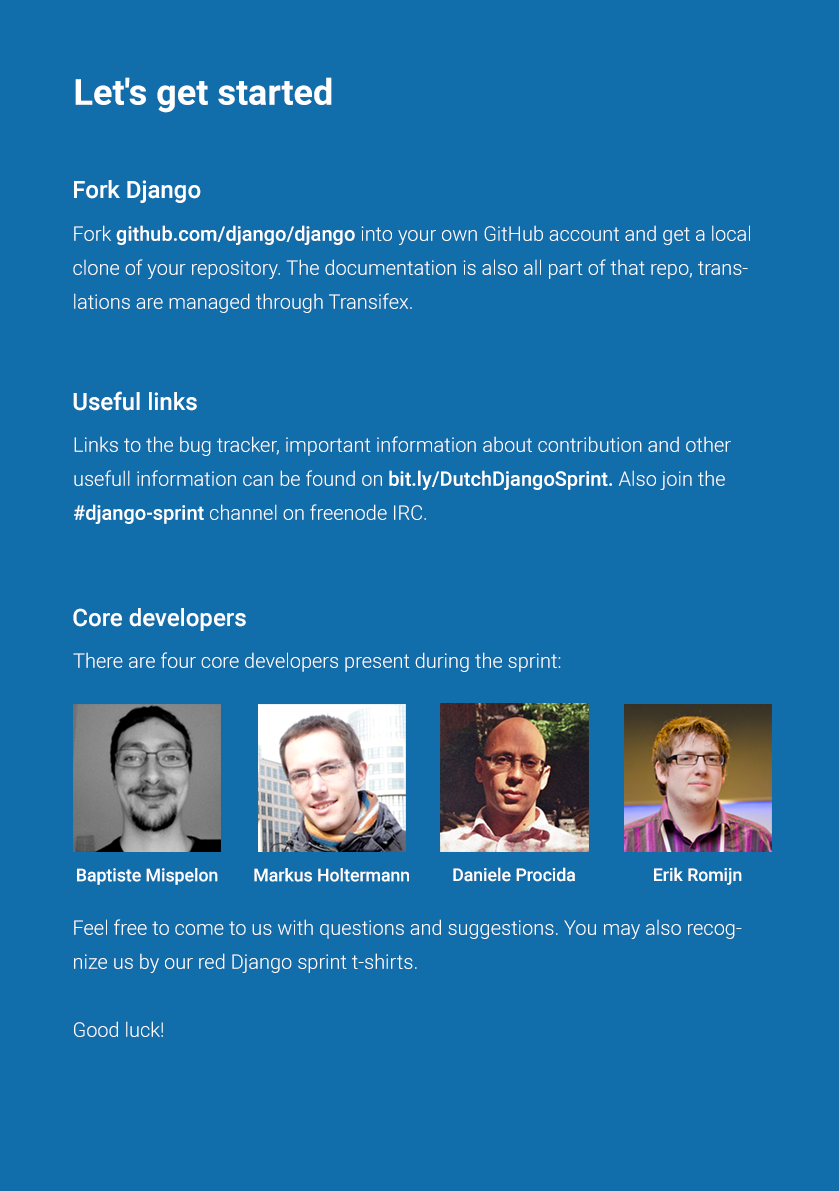 Let's get started
Fork Django
Fork github.com/django/django into your own GitHub account and get a local
clone of your repository. The documentation is also all part of that repo, trans-
lations are managed through Transifex.
Useful links
Links to the bug tracker, important information about contribution and other
usefull information can be found on bit.ly/DutchDjangoSprint. Also join the
#django-sprint channel on freenode IRC.
Core developers
There are four core developers present during the sprint:
Baptiste Mispelon Markus Holtermann Daniele Procida Erik Romijn
Feel free to come to us with questions and suggestions. You may also recog-
nize us by our red Django sprint t-shirts.
Good luck!